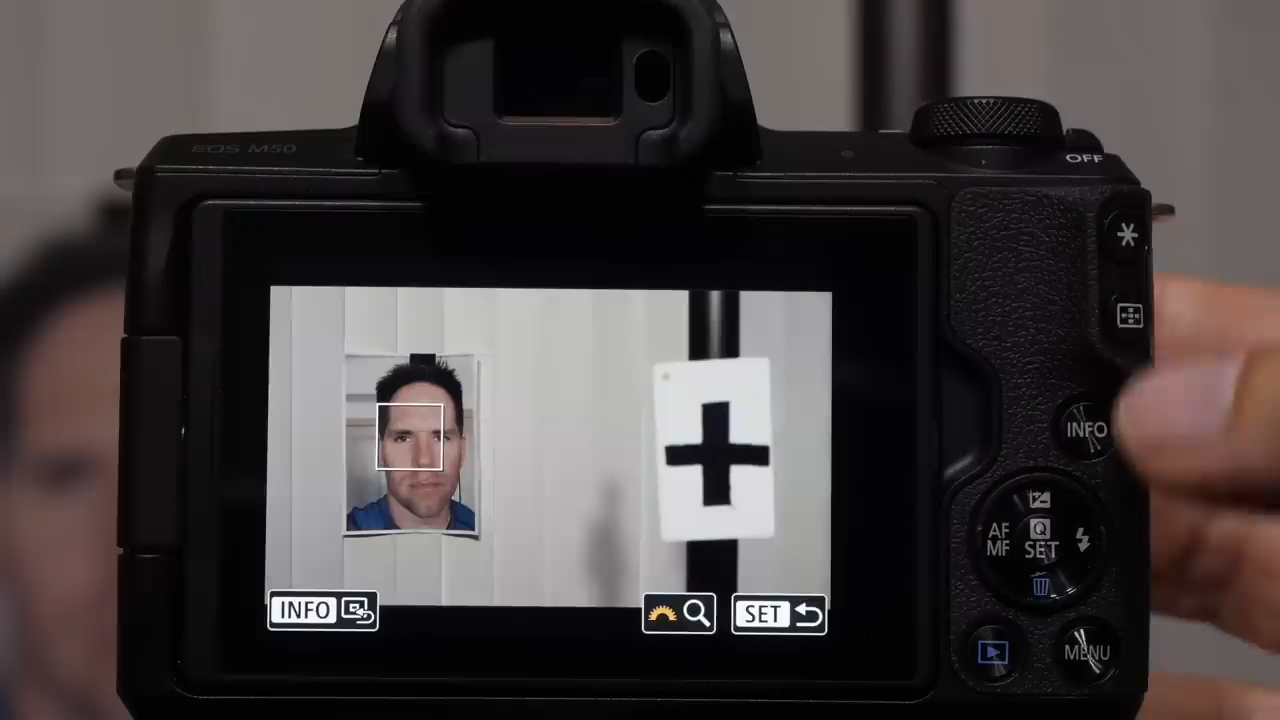 EOS M50
OFF
INFO
AF
MF
Q
SET
INFO
SET
MENU